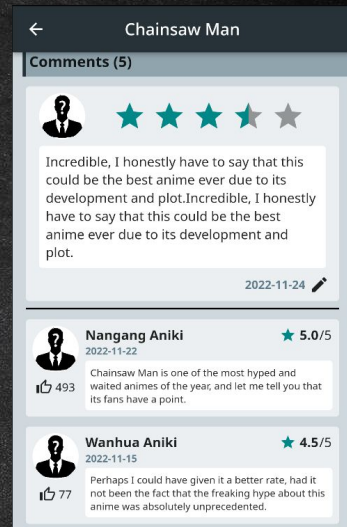 Chainsaw Man
Comments (5)
Incredible, I honestly have to say that this
could be the best anime ever due to its
development and plot.Incredible, I honestly
have to say that this could be the best
anime ever due to its development and
plot.
2022-11-24
Nangang Aniki
5.0/5
2022-11-22
Chainsaw Man is one of the most hyped and
waited animes of the year, and let me tell you that
its fans have a point.
493
Wanhua Aniki
4.5/5
2022-11-15
Perhaps I could have given it a better rate, had it
not been the fact that the freaking hype about this
anime was absolutely unprecedented.
77